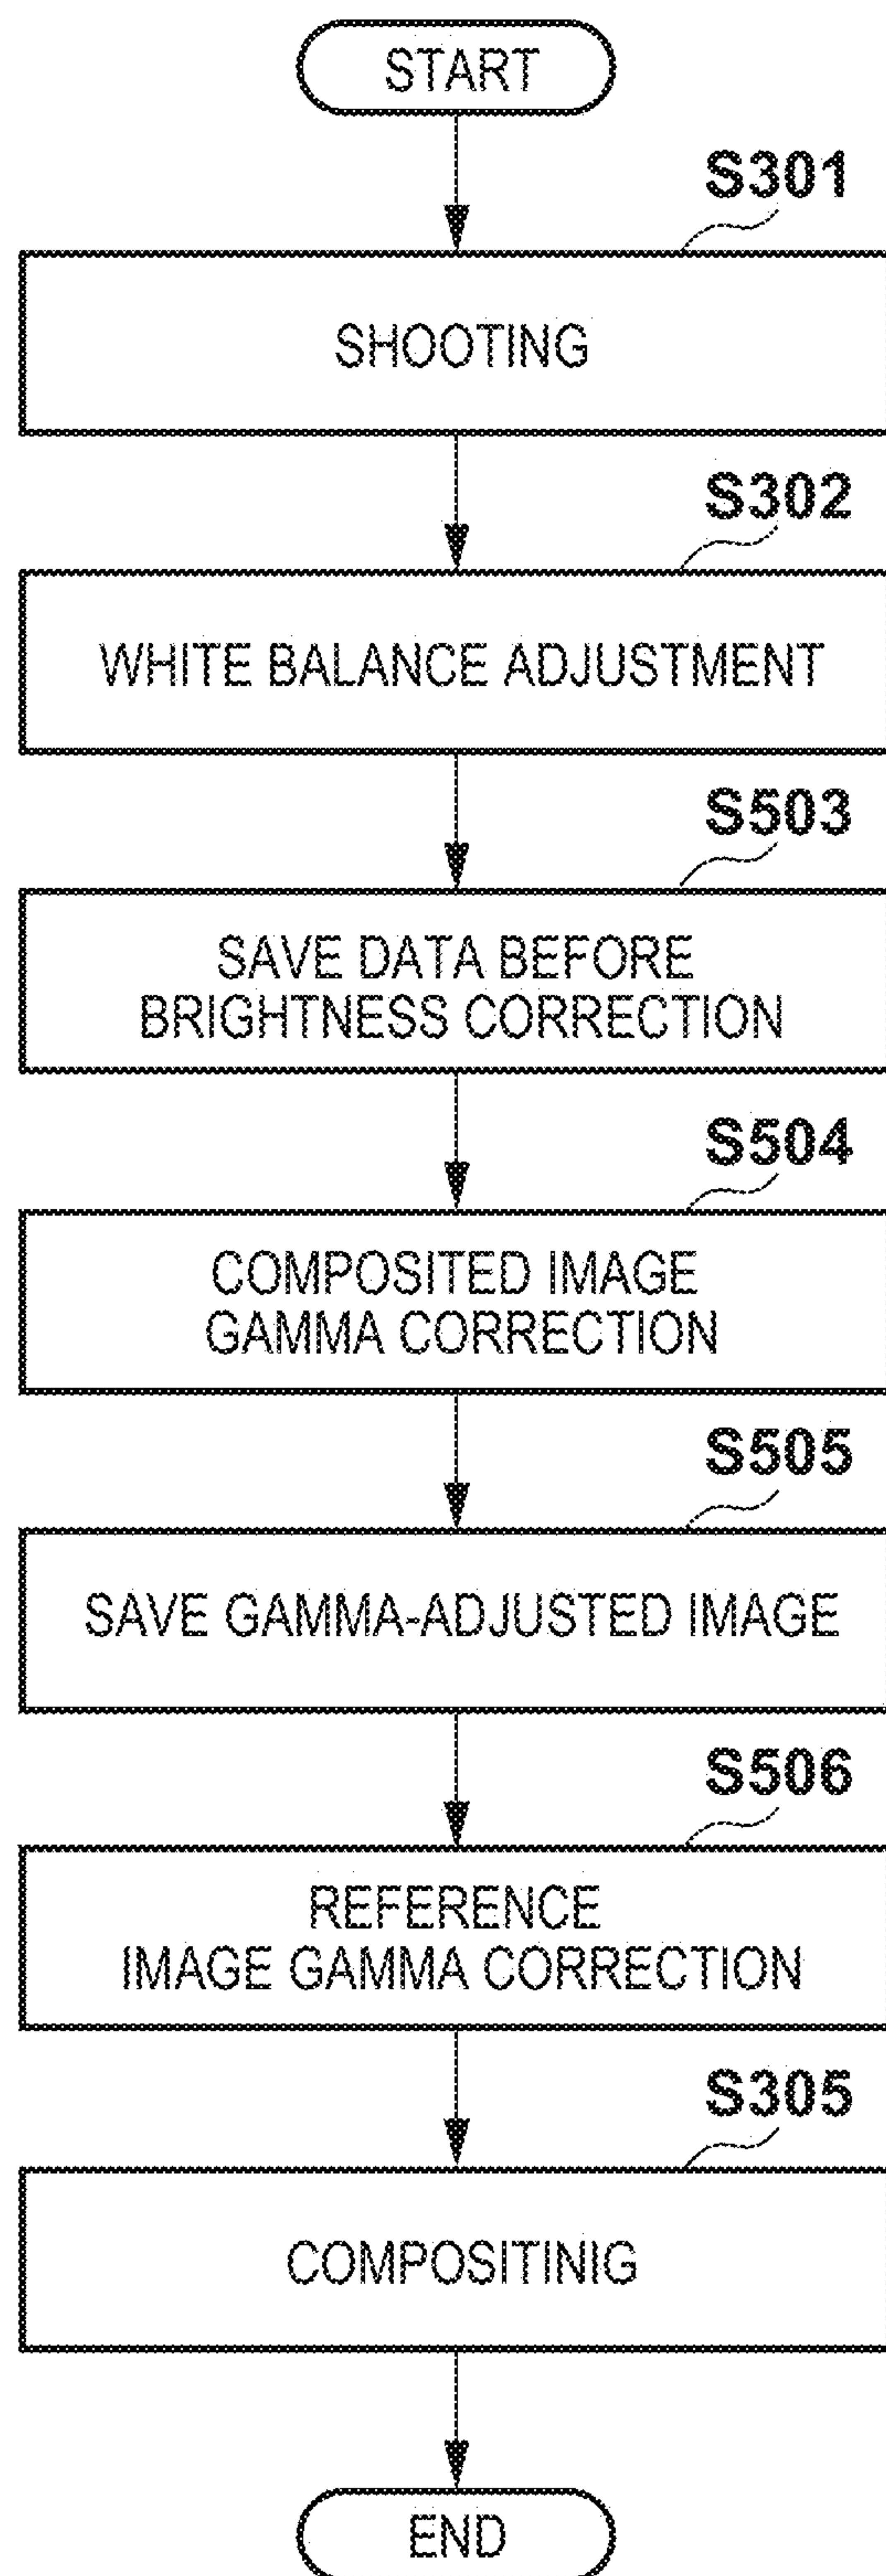 START
S301
SHOOTING
S302
WHITE BALANCE ADJUSTMENT
S503
SAVE DATA BEFORE
BRIGHTNESS CORRECTION
S504
COMPOSITED IMAGE
GAMMA CORRECTION
S505
SAVE GAMMA-ADJUSTED IMAGE
S506
REFERENCE
IMAGE GAMMA CORRECTION
S305
COMPOSITINIG
END